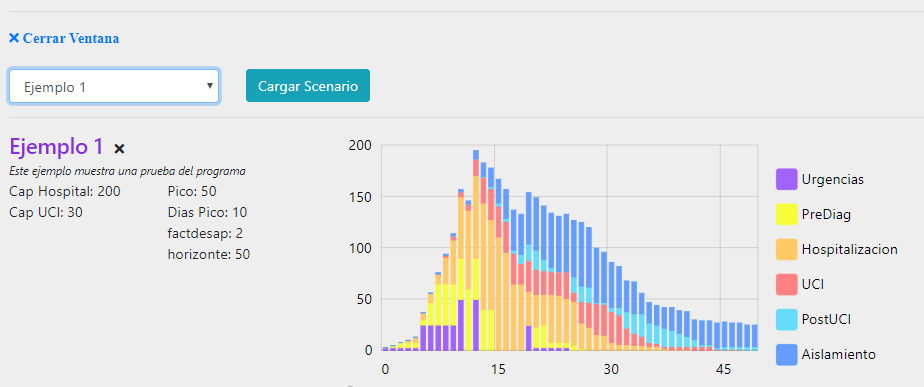 × Cerrar Ventana
Ejemplo 1
Cargar Scenario
Ejemplo 1 ×
Este ejemplo muestra una prueba del programa
Cap Hospital: 200
Pico: 50
Cap UCI: 30
Dias Pico: 10
factdesap: 2
horizonte: 50
200
150
100
50
0
0
15
30
45
Urgencias
PreDiag
Hospitalizacion
UCI
PostUCI
Aislamiento